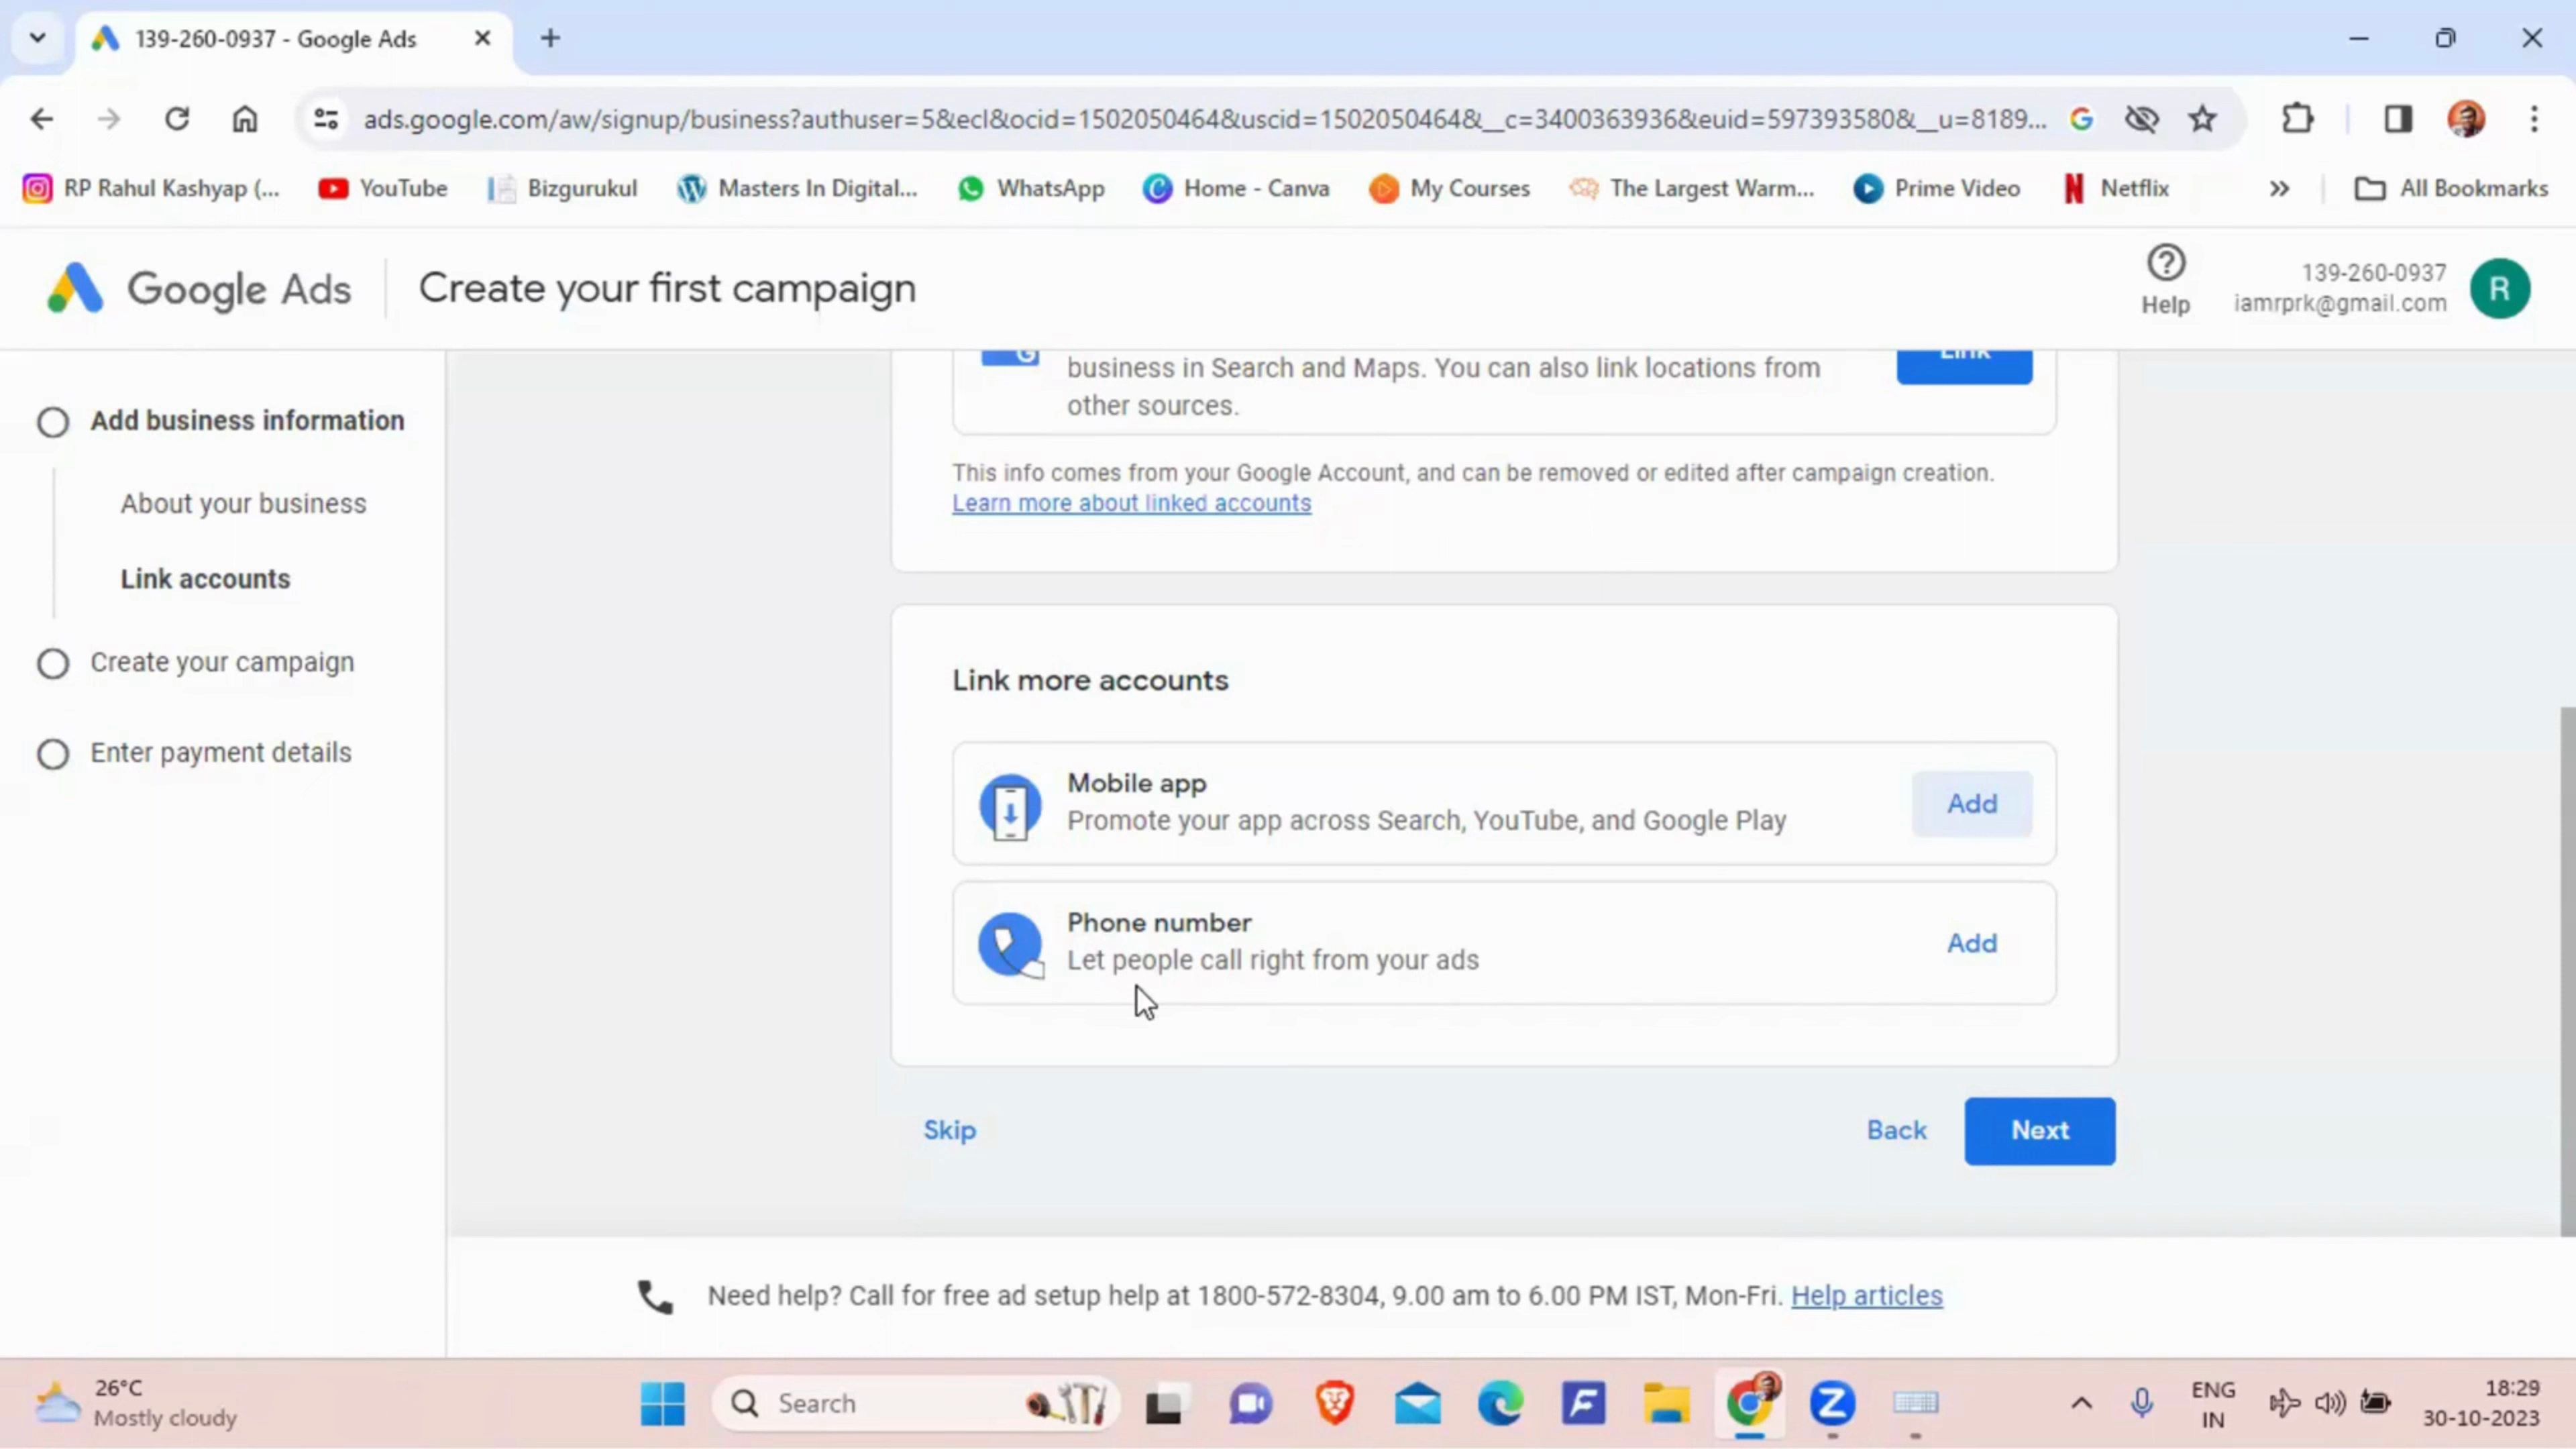 139-260-0937 - Google Ads
ads.google.com/aw/signup/business?authuser=5&ecl&ocid=1502050464&uscid=1502050464&__c=3400363936&euid=597393580&__u=8189...
RP Rahul Kashyap (...
YouTube
Bizgurukul
Masters In Digital...
WhatsApp
Home - Canva
My Courses
The Largest Warm...
Prime Video
Netflix
All Bookmarks
Google Ads
Create your first campaign
Help
139-260-0937
iamrprk@gmail.com
R
Add business information
About your business
Link accounts
Create your campaign
Enter payment details
business in Search and Maps. You can also link locations from
other sources.
Link
This info comes from your Google Account, and can be removed or edited after campaign creation.
Learn more about linked accounts
Link more accounts
Mobile app
Promote your app across Search, YouTube, and Google Play
Add
Phone number
Let people call right from your ads
Add
Skip
Back
Next
Need help? Call for free ad setup help at 1800-572-8304, 9.00 am to 6.00 PM IST, Mon-Fri. Help articles
26°C
Mostly cloudy
Search
ENG
IN
18:29
30-10-2023